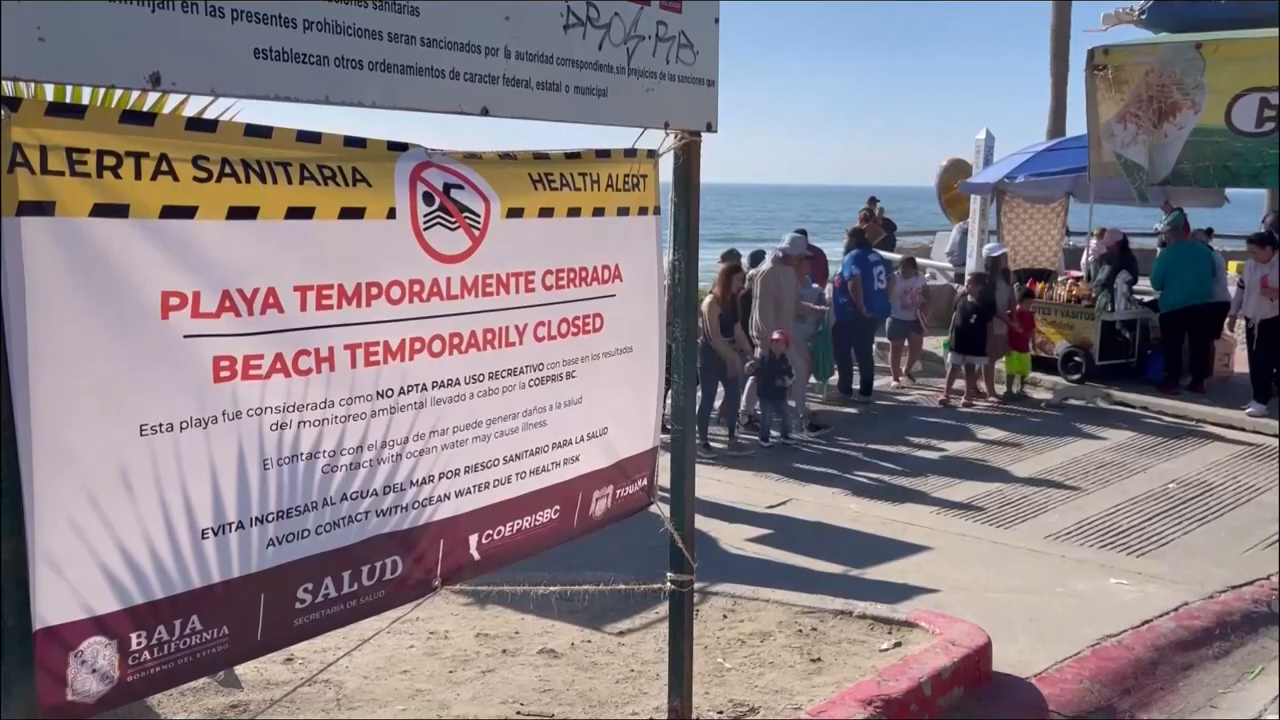 infrinjan en las presentes prohibiciones seran sancionados por la autoridad correspondiente,sin prejuicios de las sanciones que
establezcan otros ordenamientos de caracter federal, estatal o municipal
ALERTA SANITARIA
HEALTH ALERT
PLAYA TEMPORALMENTE CERRADA
BEACH TEMPORARILY CLOSED
Esta playa fue considerada como NO APTA PARA USO RECREATIVO con base en los resultados
del monitoreo ambiental llevado a cabo por la COEPRIS BC.
El contacto con el agua de mar puede generar daños a la salud
Contact with ocean water may cause illness.
EVITA INGRESAR AL AGUA DEL MAR POR RIESGO SANITARIO PARA LA SALUD
AVOID CONTACT WITH OCEAN WATER DUE TO HEALTH RISK
BAJA
CALIFORNIA
GOBIERNO DEL ESTADO
SALUD
SECRETARÍA DE SALUD
COEPRISBC
TIJUANA
13
Y VASITOS